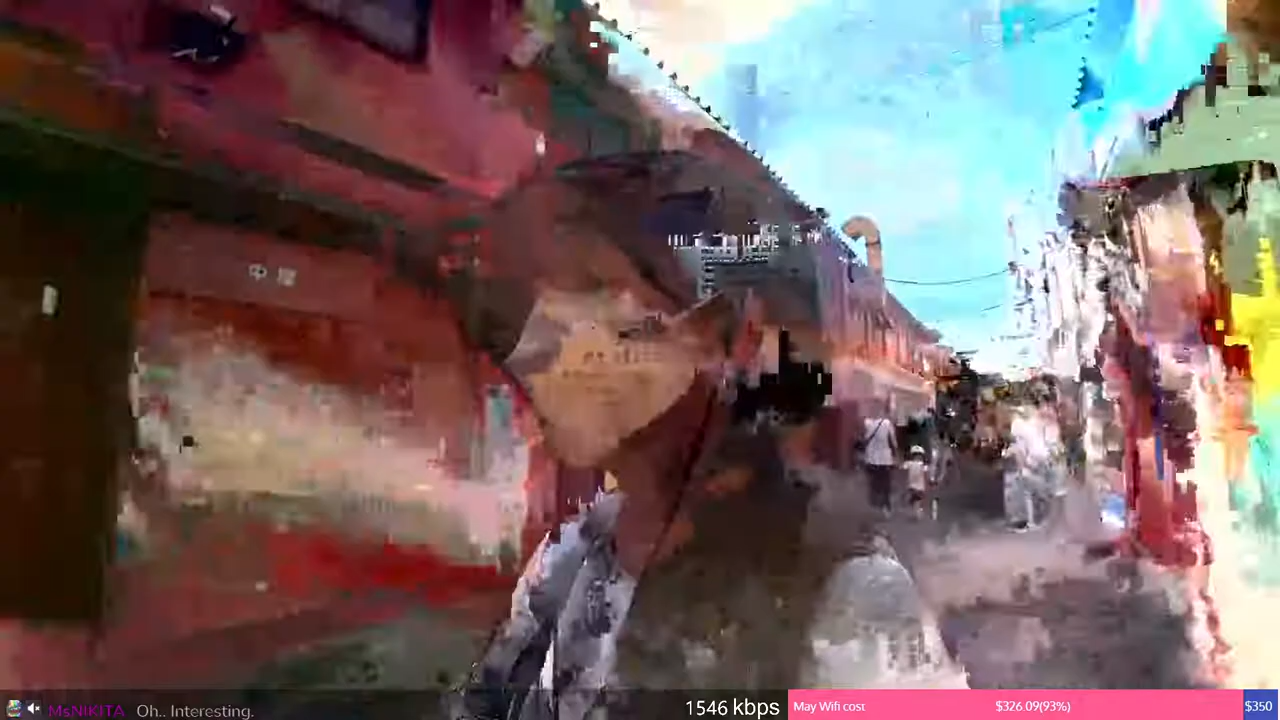 MsNIKITA Oh.. Interesting.
1546 kbps
May Wifi cost $326.09(93%) $350